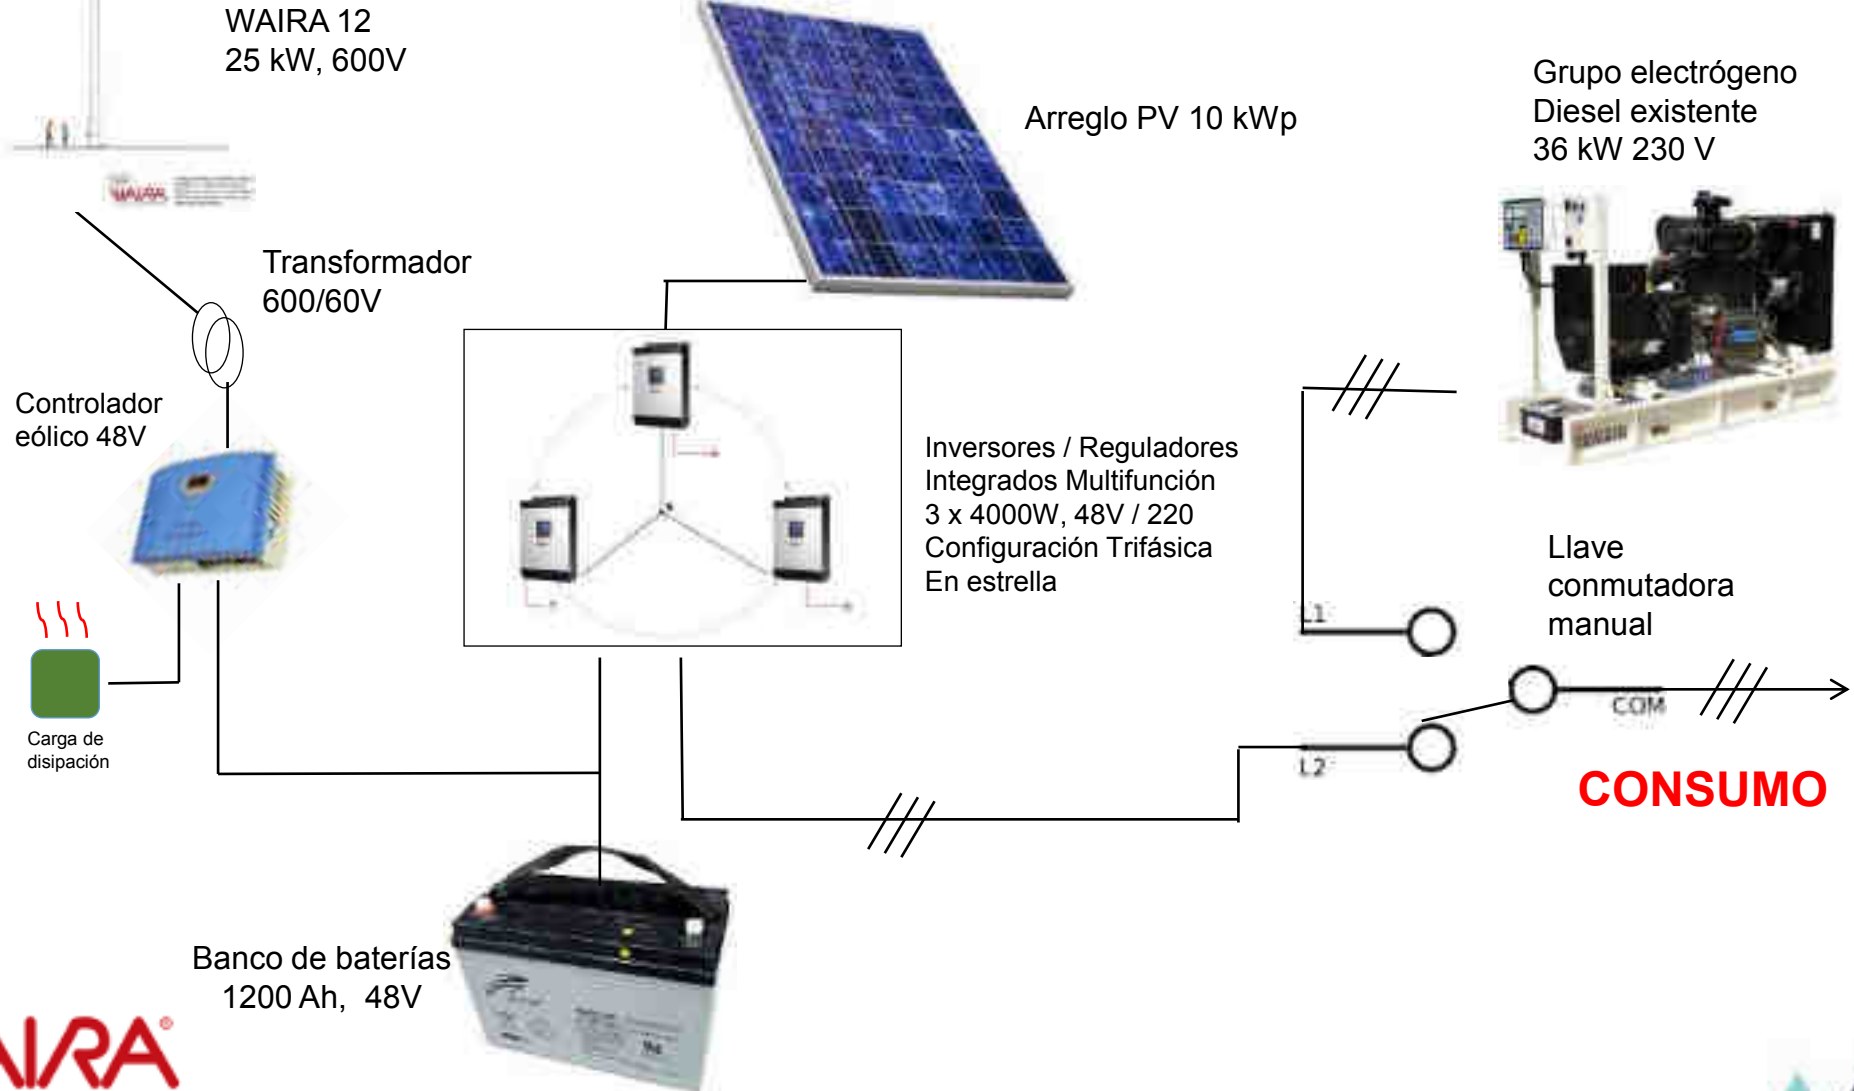 WAIRA 12
25 kW, 600V
WAIRA
Arreglo PV 10 kWp
Grupo electrógeno
Diesel existente
36 kW 230 V
Transformador
600/60V
Controlador
eólico 48V
Inversores / Reguladores
Integrados Multifunción
3 x 4000W, 48V / 220
Configuración Trifásica
En estrella
Llave
conmutadora
manual
L1
COM
L2
Carga de
disipación
CONSUMO
Banco de baterías
1200 Ah, 48V
AIRA®